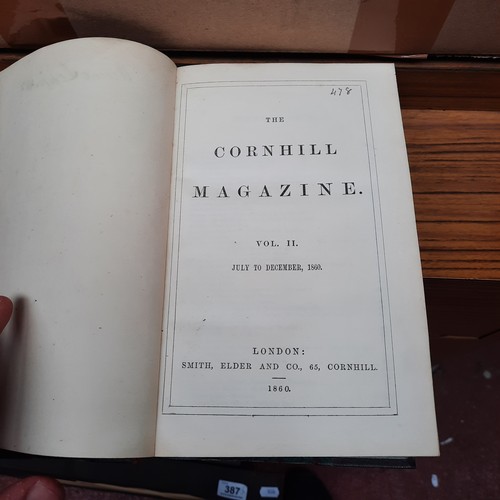 478
THE
CORNHILL
MAGAZINE.
VOL. II.
JULY TO DECEMBER, 1860.
LONDON:
SMITH, ELDER AND CO., 65, CORNHILL.
1860.
387